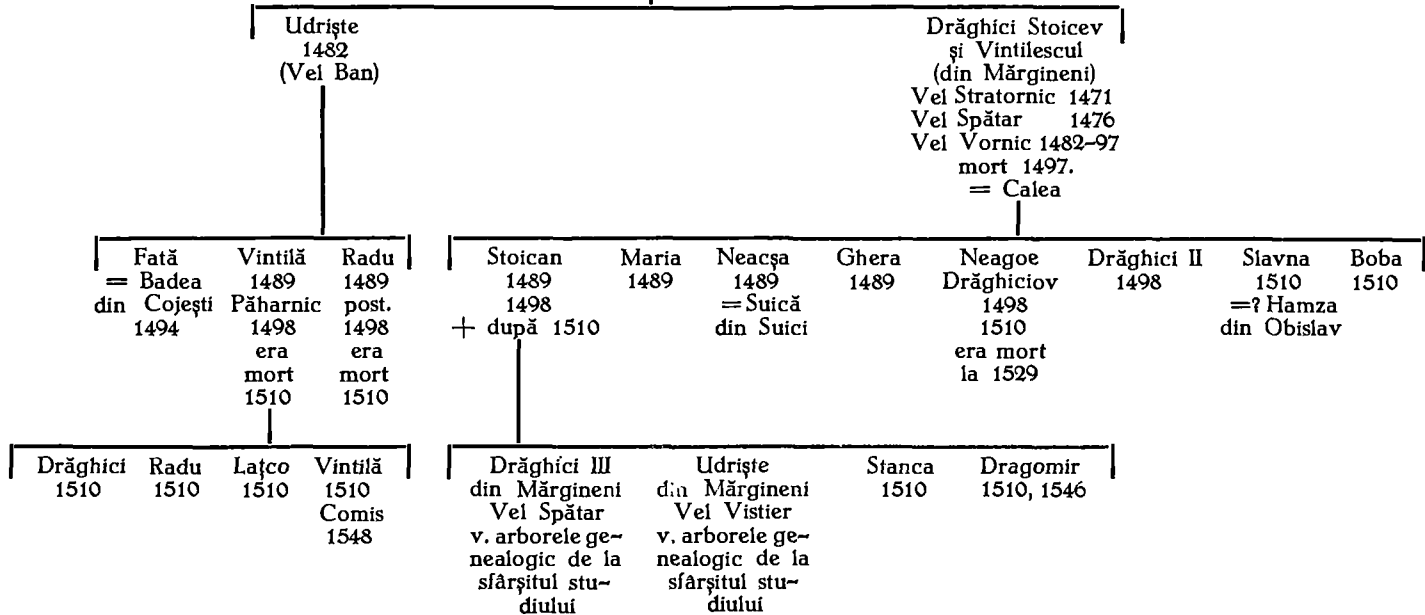 Udriște
1482
(Vel Ban)
Drăghici Stoicev
și Vintilescul
(din Mărgineni)
Vel Stratornic 1471
Vel Spătar 1476
Vel Vornic 1482-97
mort 1497.
= Calea
Fată
= Badea
din Cojești
1494
Vintilă
1489
Păharnic
1498
era
mort
1510
Radu
1489
post.
1498
era
mort
1510
Stoican
1489
1498
+ după 1510
Maria
1489
Neacșa
1489
=Suică
din Suici
Ghera
1489
Neagoe
Drăghiciov
1498
1510
era mort
la 1529
Drăghici II
1498
Slavna
1510
=? Hamza
din Obislav
Boba
1510
Drăghici
1510
Radu
1510
Lațco
1510
Vintilă
1510
Comis
1548
Drăghici III
din Mărgineni
Vel Spătar
v. arborele ge-
nealogic de la
sfârșitul stu-
diului
Udriște
din Mărgineni
Vel Vistier
v. arborele ge-
nealogic de la
sfârșitul stu-
diului
Stanca
1510
Dragomir
1510, 1546